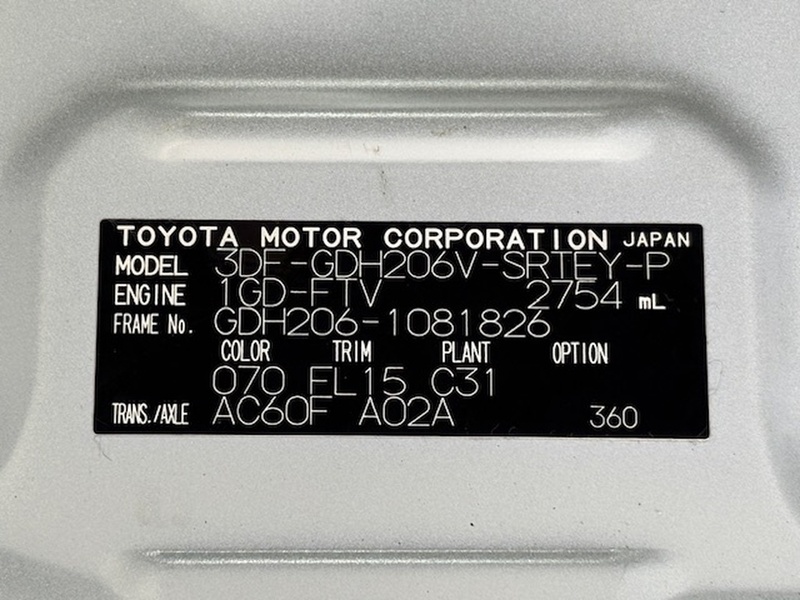 TOYOTA MOTOR CORPORATION JAPAN
MODEL 3DF-GDH206V-SRTEY-P
ENGINE 1GD-FTV 2754 mL
FRAME No. GDH206-1081826
COLOR TRIM PLANT OPTION
070 FL15 C31
TRANS./AXLE AC60F A02A 360